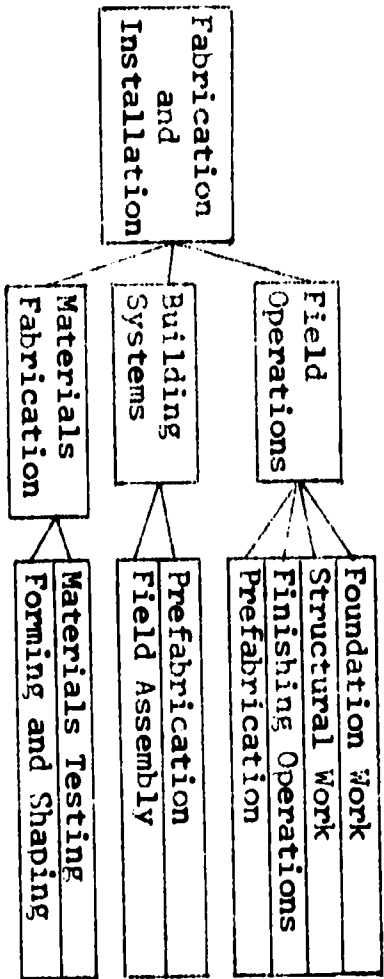 Fabrication
and
Installation
Field
Operations
Foundation Work
Structural Work
Finishing Operations
Prefabrication
Building
Systems
Prefabrication
Field Assembly
Materials
Fabrication
Materials Testing
Forming and Shaping